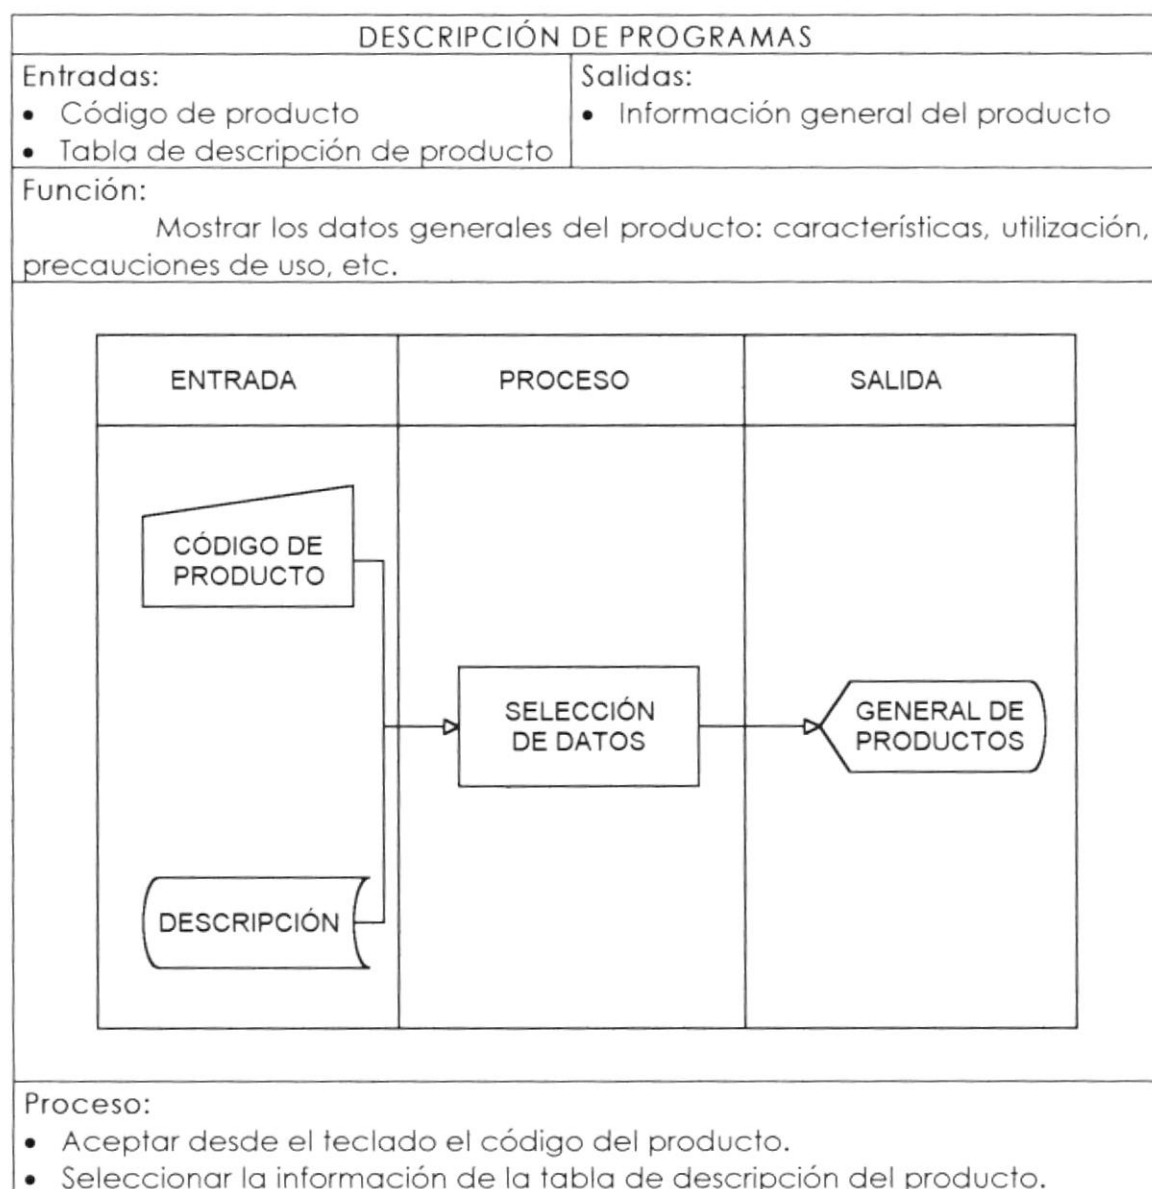 DESCRIPCIÓN DE PROGRAMAS
Entradas:
• Código de producto
• Tabla de descripción de producto
Salidas:
• Información general del producto
Función:
Mostrar los datos generales del producto: características, utilización,
precauciones de uso, etc.
ENTRADA
PROCESO
SALIDA
CÓDIGO DE
PRODUCTO
SELECCIÓN
DE DATOS
GENERAL DE
PRODUCTOS
DESCRIPCIÓN
Proceso:
• Aceptar desde el teclado el código del producto.
• Seleccionar la información de la tabla de descripción del producto.